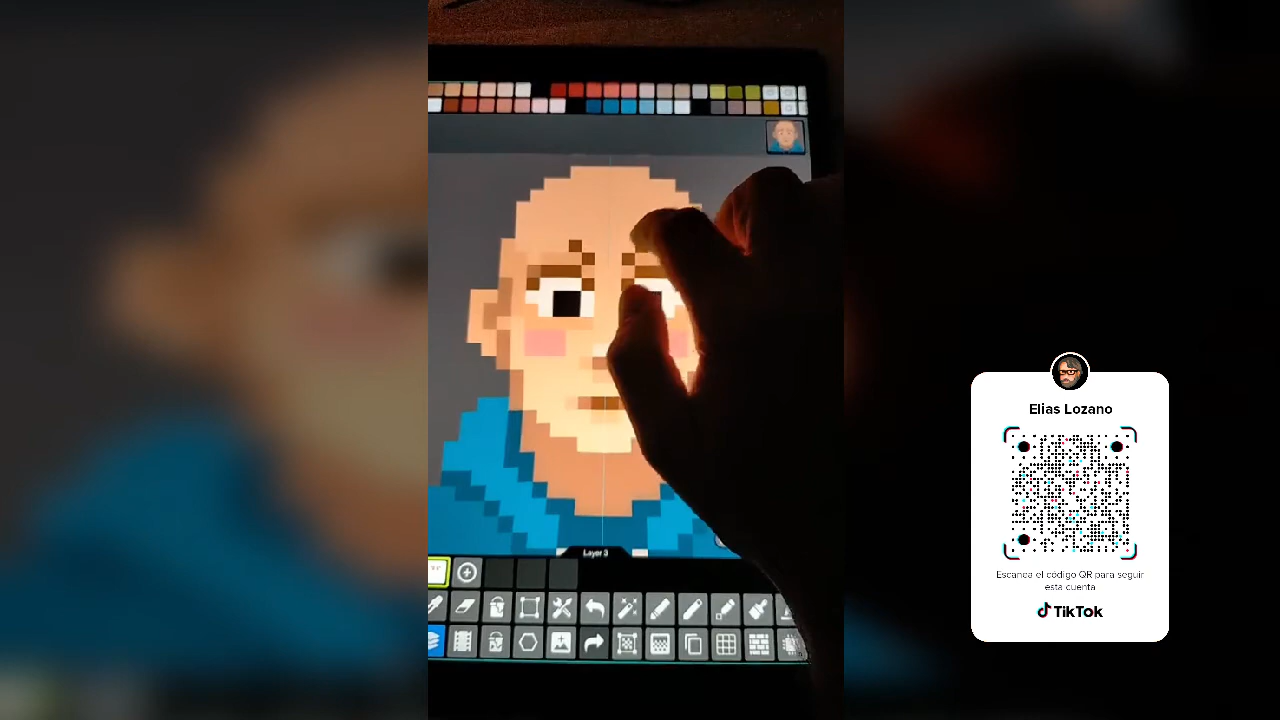 Layer 3
Elias Lozano
Escanea el código QR para seguir
esta cuenta
TikTok